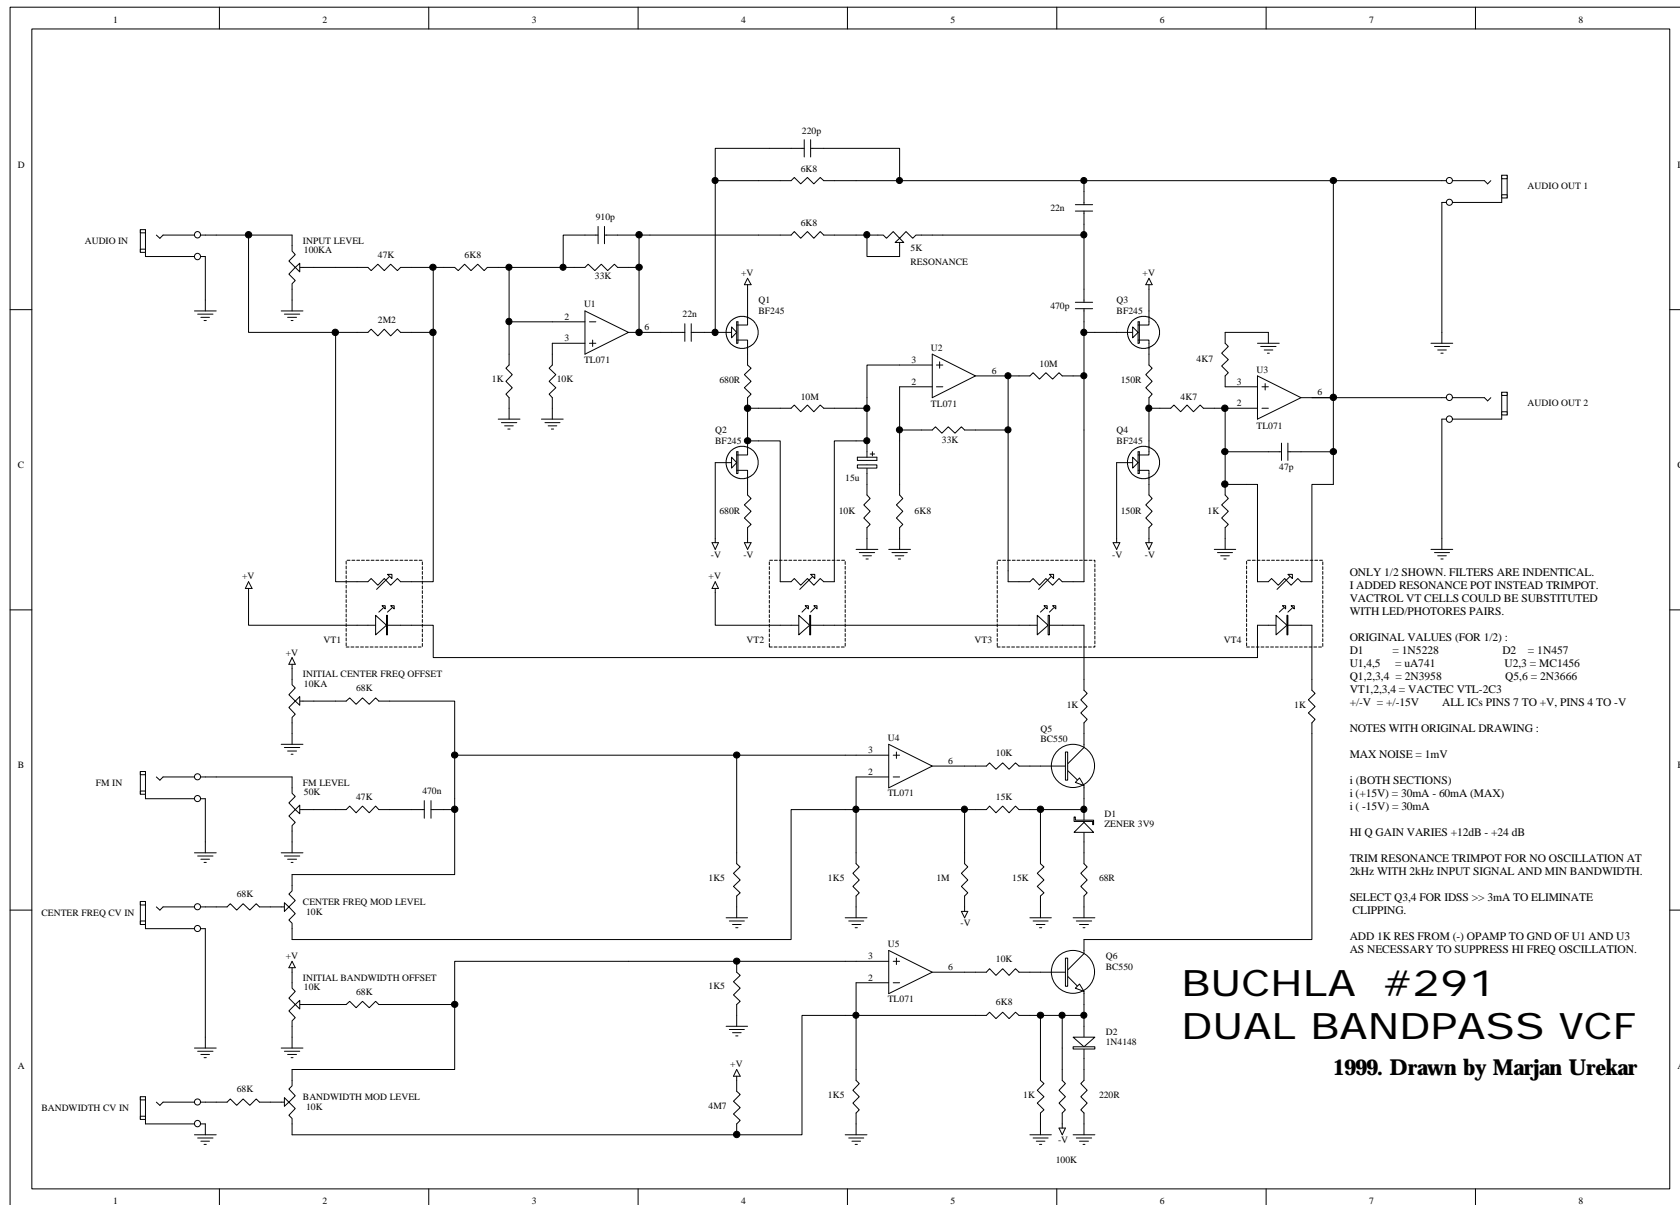 1 2 3 4 5 6 7 8
D
C
B
A
D
C
AUDIO IN
INPUT LEVEL
100KA
47K
2M2
6K8
910p
33K
1K
10K
U1
2
3
6
TL071
22n
220p
6K8
6K8
5K
RESONANCE
22n
470p
+V
Q1
BF245
680R
Q2
BF245
680R
-V
-V
10M
15u
+
10K
U2
3
2
6
TL071
33K
6K8
10M
+V
Q3
BF245
150R
Q4
BF245
150R
-V
-V
4K7
4K7
U3
3
2
6
TL071
47p
1K
AUDIO OUT 1
AUDIO OUT 2
+V
VT1
+V
VT2
VT3
VT4
+V
INITIAL CENTER FREQ OFFSET
10KA
68K
FM IN
FM LEVEL
50K
47K
470n
CENTER FREQ CV IN
68K
CENTER FREQ MOD LEVEL
10K
1K5
U4
3
2
6
TL071
10K
Q5
BC550
1K
1K
15K
D1
ZENER 3V9
1K5
1M
-V
15K
68R
+V
INITIAL BANDWIDTH OFFSET
10K
68K
BANDWIDTH CV IN
68K
BANDWIDTH MOD LEVEL
10K
1K5
+V
4M7
U5
3
2
6
TL071
10K
Q6
BC550
6K8
D2
1N4148
1K5
1K
-V
100K
220R
ONLY 1/2 SHOWN. FILTERS ARE INDENTICAL.
I ADDED RESONANCE POT INSTEAD TRIMPOT.
VACTROL VT CELLS COULD BE SUBSTITUTED
WITH LED/PHOTORES PAIRS.
ORIGINAL VALUES (FOR 1/2) :
D1 = 1N5228 D2 = 1N457
U1,4,5 = uA741 U2,3 = MC1456
Q1,2,3,4 = 2N3958 Q5,6 = 2N3666
VT1,2,3,4 = VACTEC VTL-2C3
+/-V = +/-15V ALL ICs PINS 7 TO +V, PINS 4 TO -V
NOTES WITH ORIGINAL DRAWING :
MAX NOISE = 1mV
i (BOTH SECTIONS)
i (+15V) = 30mA - 60mA (MAX)
i ( -15V) = 30mA
HI Q GAIN VARIES +12dB - +24 dB
TRIM RESONANCE TRIMPOT FOR NO OSCILLATION AT
2kHz WITH 2kHz INPUT SIGNAL AND MIN BANDWIDTH.
SELECT Q3,4 FOR IDSS >> 3mA TO ELIMINATE
CLIPPING.
ADD 1K RES FROM (-) OPAMP TO GND OF U1 AND U3
AS NECESSARY TO SUPPRESS HI FREQ OSCILLATION.
BUCHLA #291
DUAL BANDPASS VCF
1999. Drawn by Marjan Urekar
1 2 3 4 5 6 7 8